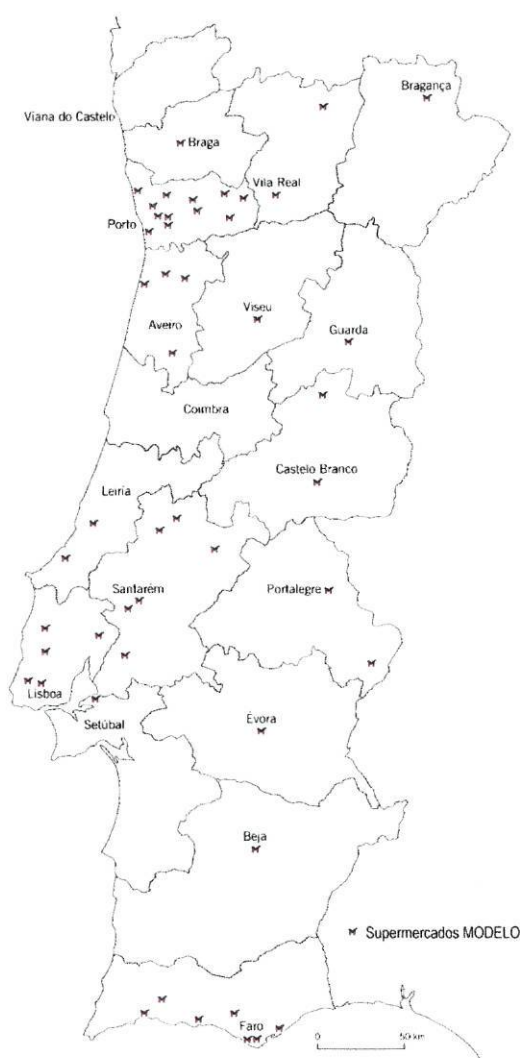 Bragança
Viana do Castelo
Braga
Vila Real
Porto
Viseu
Aveiro
Guarda
Coimbra
Castelo Branco
Leiria
Santarém
Portalegre
Lisboa
Setúbal
Évora
Beja
Supermercados MODELO
Faro
0 50 km